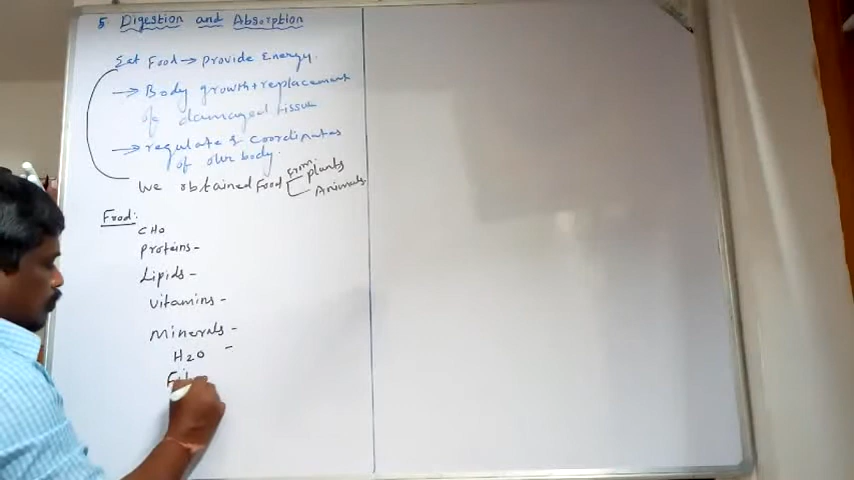 5 Digestion and Absorption
Eat Food → provide Energy.
→ Body growth + replacement
of damaged tissue
→ regulate & coordinates
of our body.
We obtained Food from plants
Animals
Food:
CHO
Proteins -
Lipids -
Vitamins -
Minerals -
H2O -